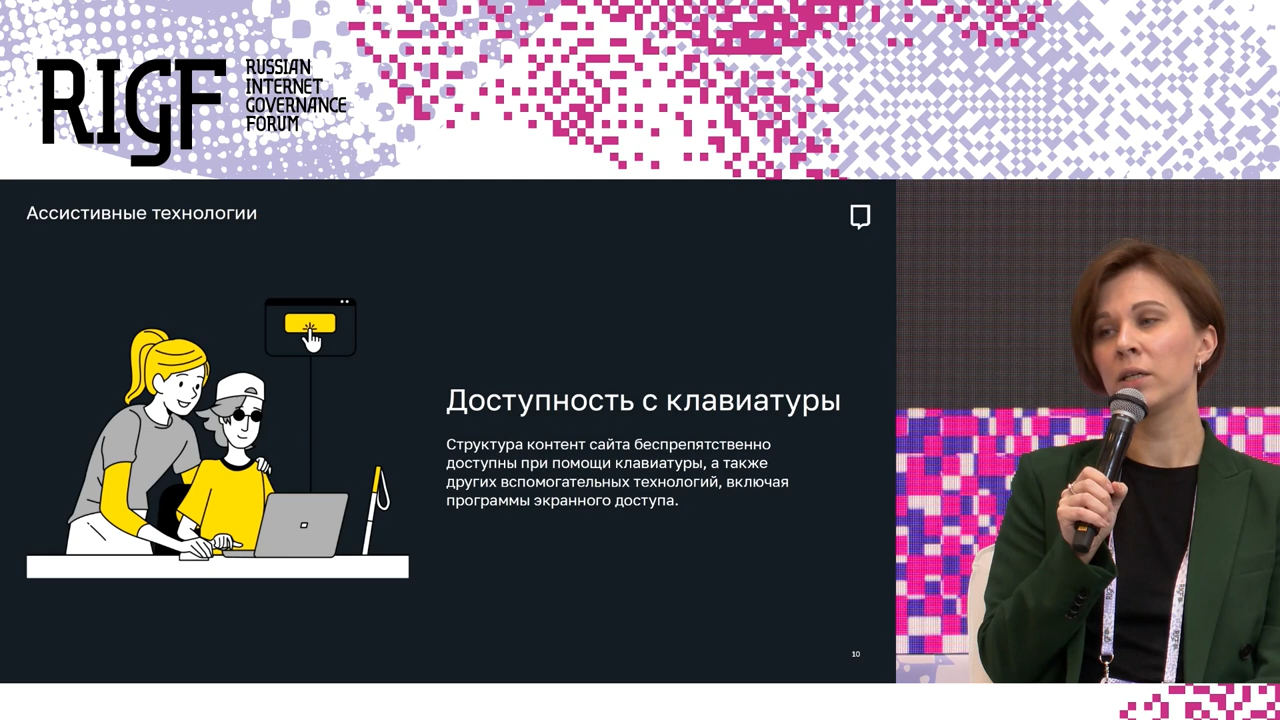 RIGF
RUSSIAN
INTERNET
GOVERNANCE
FORUM
Ассистивные технологии
Доступность с клавиатуры
Структура контент сайта беспрепятственно
доступны при помощи клавиатуры, а также
других вспомогательных технологий, включая
программы экранного доступа.
10